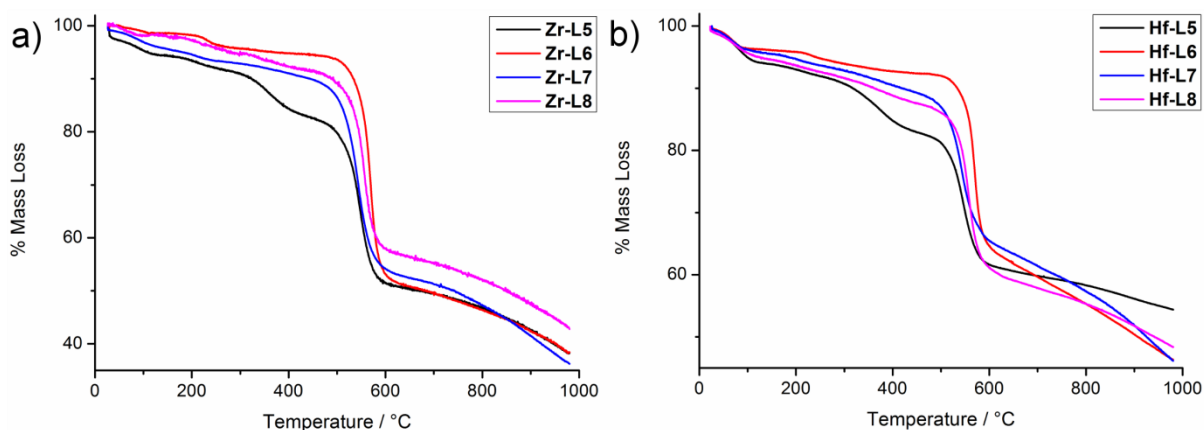 a)
Zr-L5
Zr-L6
Zr-L7
Zr-L8
100
80
60
40
% Mass Loss
0
200
400
600
800
1000
Temperature / °C
b)
Hf-L5
Hf-L6
Hf-L7
Hf-L8
100
80
60
% Mass Loss
0
200
400
600
800
1000
Temperature / °C